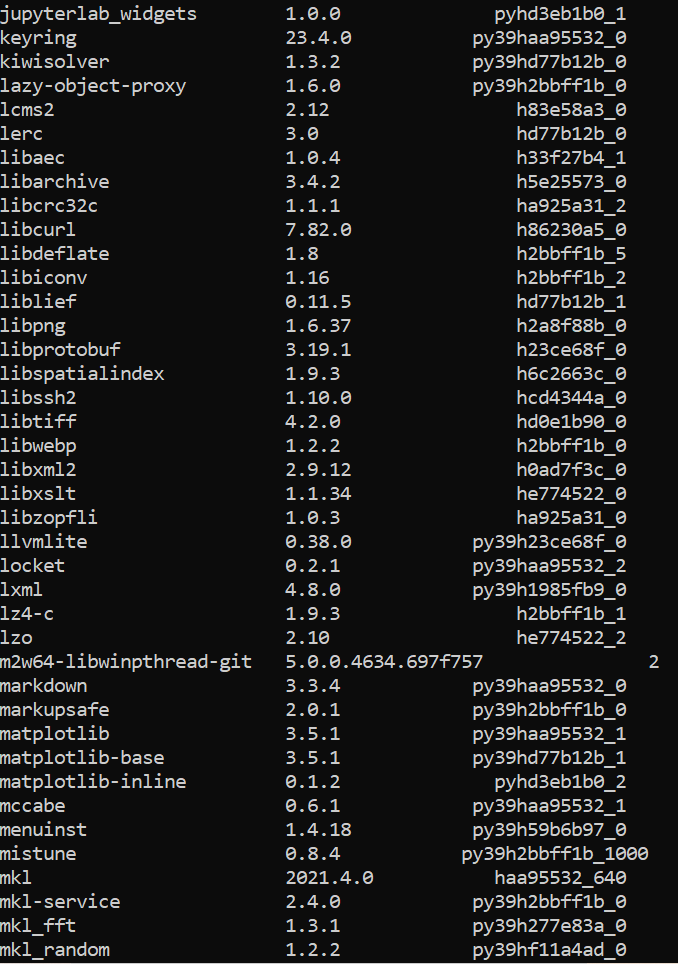 jupyterlab_widgets 1.0.0 pyhd3eb1b0_1
keyring 23.4.0 py39haa95532_0
kiwisolver 1.3.2 py39hd77b12b_0
lazy-object-proxy 1.6.0 py39h2bbff1b_0
lcms2 2.12 h83e58a3_0
lerc 3.0 hd77b12b_0
libaec 1.0.4 h33f27b4_1
libarchive 3.4.2 h5e25573_0
libcrc32c 1.1.1 ha925a31_2
libcurl 7.82.0 h86230a5_0
libdeflate 1.8 h2bbff1b_5
libiconv 1.16 h2bbff1b_2
liblief 0.11.5 hd77b12b_1
libpng 1.6.37 h2a8f88b_0
libprotobuf 3.19.1 h23ce68f_0
libspatialindex 1.9.3 h6c2663c_0
libssh2 1.10.0 hcd4344a_0
libtiff 4.2.0 hd0e1b90_0
libwebp 1.2.2 h2bbff1b_0
libxml2 2.9.12 h0ad7f3c_0
libxslt 1.1.34 he774522_0
libzopfli 1.0.3 ha925a31_0
llvmlite 0.38.0 py39h23ce68f_0
locket 0.2.1 py39haa95532_2
lxml 4.8.0 py39h1985fb9_0
lz4-c 1.9.3 h2bbff1b_1
lzo 2.10 he774522_2
m2w64-libwinpthread-git 5.0.0.4634.697f757 2
markdown 3.3.4 py39haa95532_0
markupsafe 2.0.1 py39h2bbff1b_0
matplotlib 3.5.1 py39haa95532_1
matplotlib-base 3.5.1 py39hd77b12b_1
matplotlib-inline 0.1.2 pyhd3eb1b0_2
mccabe 0.6.1 py39haa95532_1
menuinst 1.4.18 py39h59b6b97_0
mistune 0.8.4 py39h2bbff1b_1000
mkl 2021.4.0 haa95532_640
mkl-service 2.4.0 py39h2bbff1b_0
mkl_fft 1.3.1 py39h277e83a_0
mkl_random 1.2.2 py39hf11a4ad_0